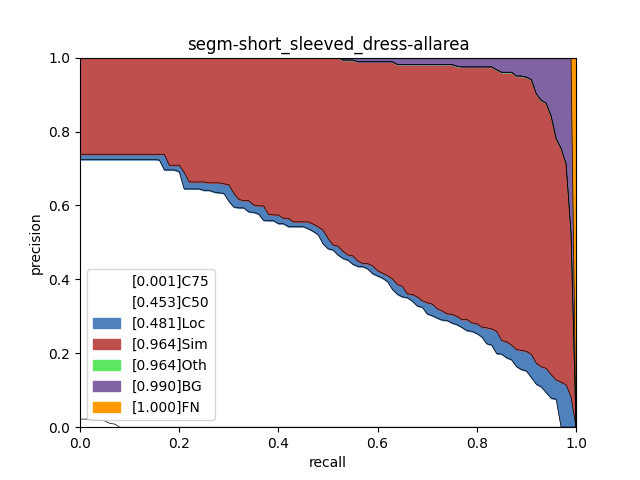 segm-short_sleeved_dress-allarea
1.0
0.8
0.6
0.4
0.2
0.0
precision
[0.001]C75
[0.453]C50
[0.481]Loc
[0.964]Sim
[0.964]Oth
[0.990]BG
[1.000]FN
0.0 0.2 0.4 0.6 0.8 1.0
recall